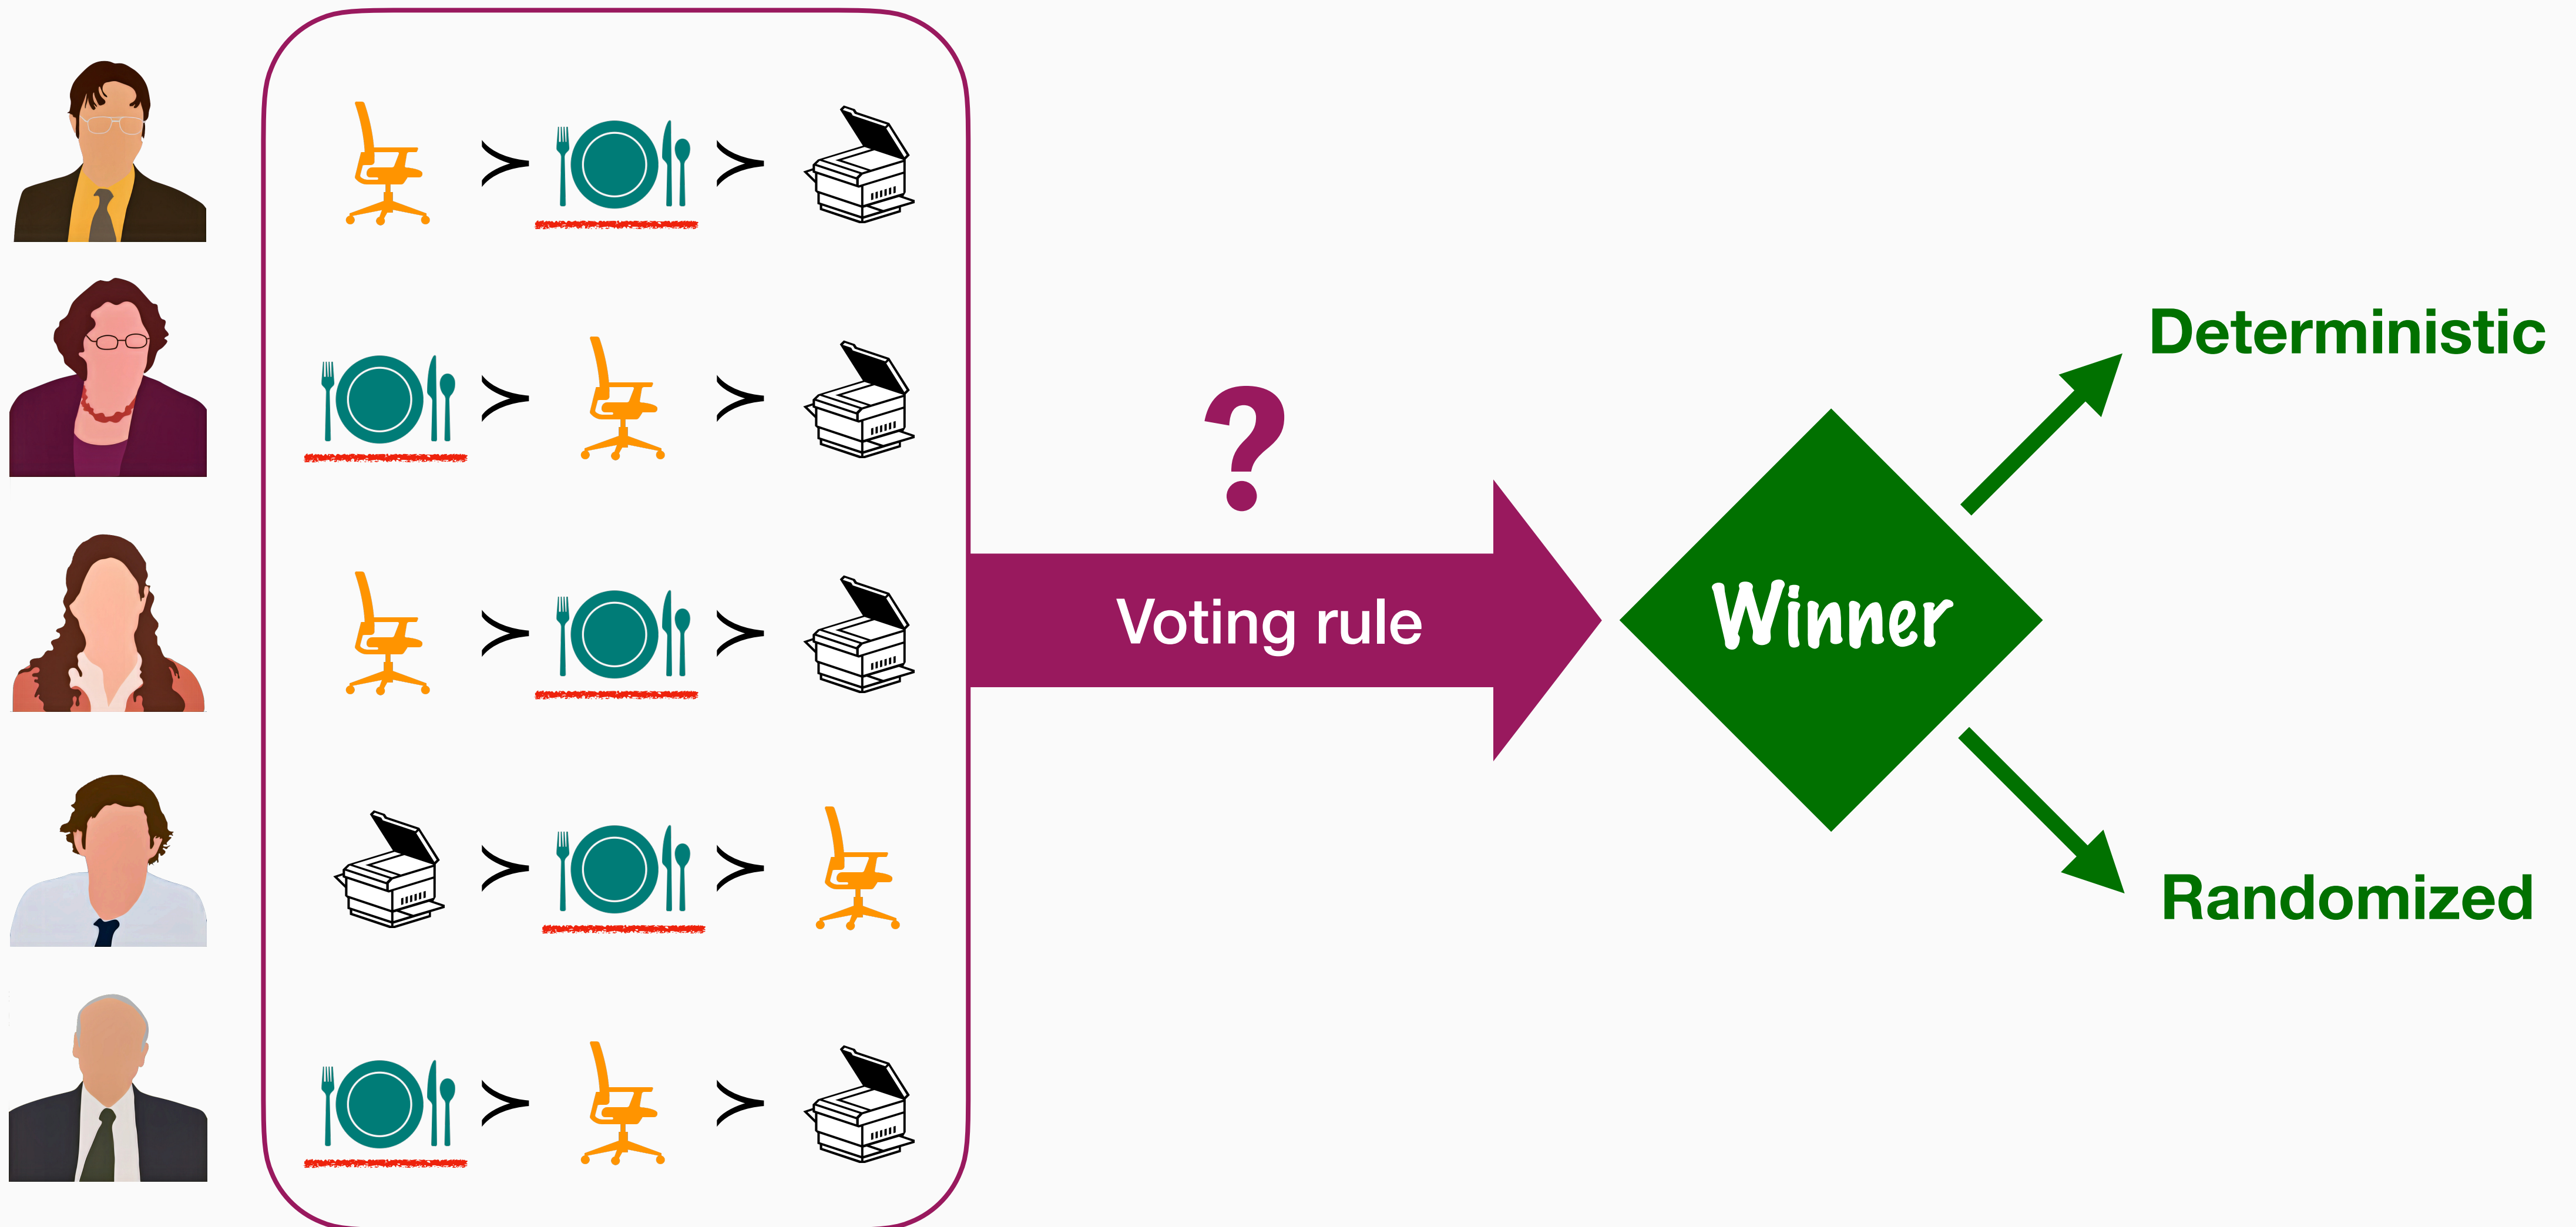 ?
Voting rule
Winner
Deterministic
Randomized